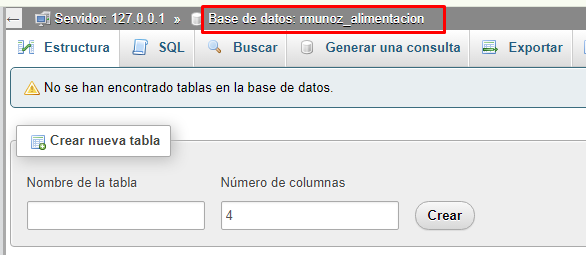 Servidor: 127.0.0.1 » Base de datos: rmunoz_alimentacion
Estructura SQL Buscar Generar una consulta Exportar
No se han encontrado tablas en la base de datos.
Crear nueva tabla
Nombre de la tabla Número de columnas
4 Crear